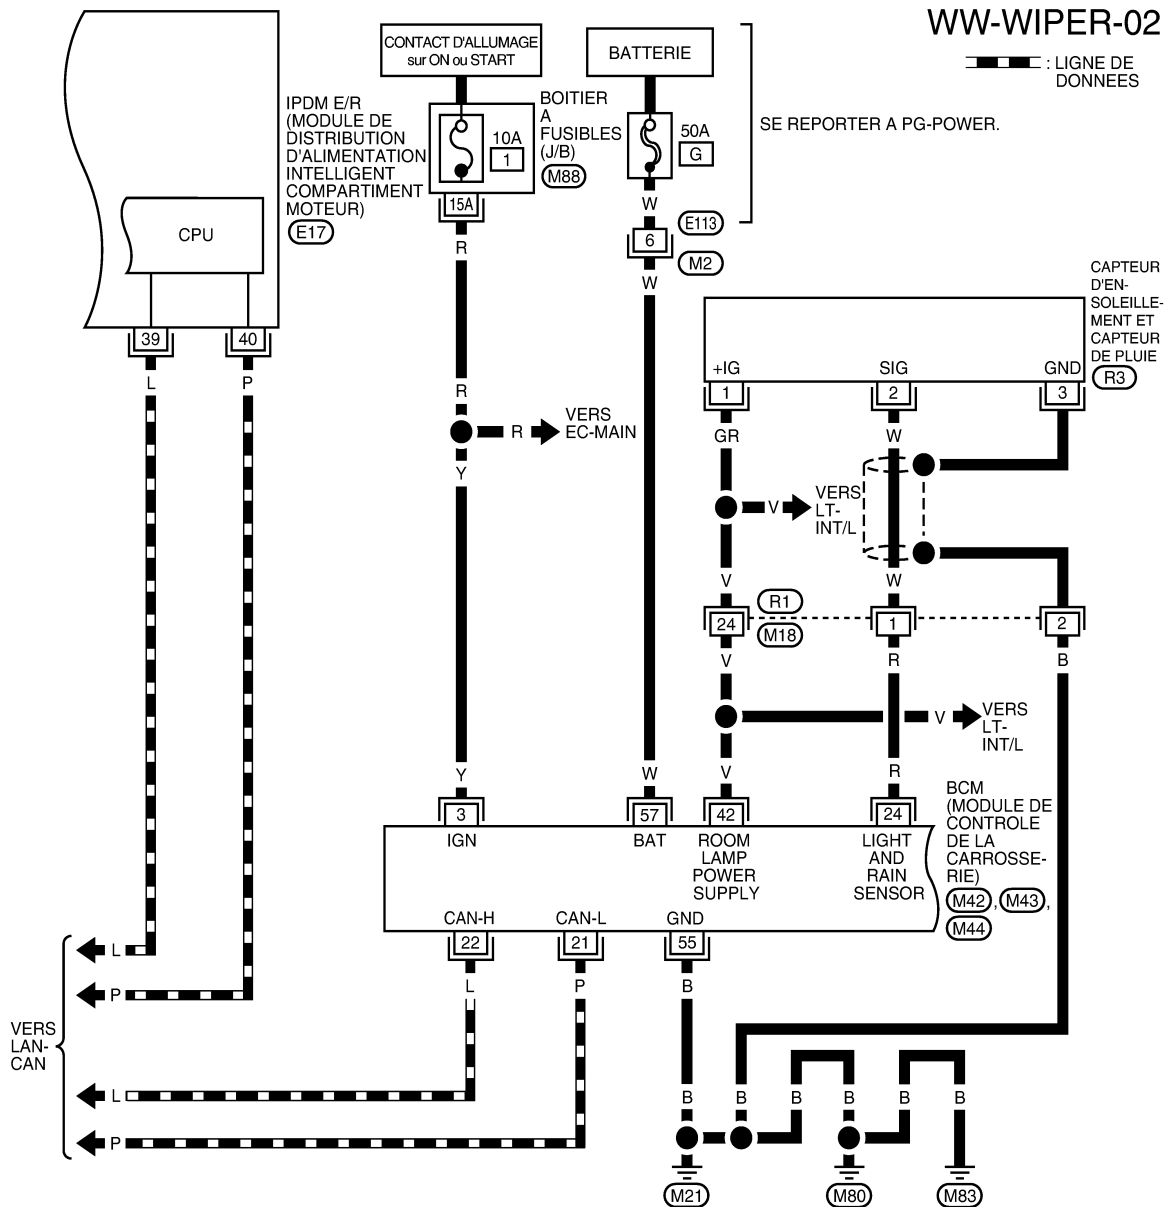 WW-WIPER-02
: LIGNE DE
DONNEES
CONTACT D'ALLUMAGE
sur ON ou START
BATTERIE
IPDM E/R
(MODULE DE
DISTRIBUTION
D'ALIMENTATION
INTELLIGENT
COMPARTIMENT
MOTEUR)
E17
CPU
39
40
BOITIER
A
FUSIBLES
(J/B)
M88
10A
1
15A
50A
G
SE REPORTER A PG-POWER.
W
E113
6
M2
W
R
CAPTEUR
D'EN-
SOLEILLE-
MENT ET
CAPTEUR
DE PLUIE
R3
+IG
SIG
GND
1
2
3
L
P
R
GR
W
R
VERS
EC-MAIN
Y
V
VERS
LT-
INT/L
V
W
R1
24
M18
1
2
V
R
B
V
VERS
LT-
INT/L
Y
W
V
R
3
57
42
24
IGN
BAT
ROOM
LAMP
POWER
SUPPLY
LIGHT
AND
RAIN
SENSOR
BCM
(MODULE DE
CONTROLE
DE LA
CARROSSE-
RIE)
M42 , M43 ,
M44
CAN-H
CAN-L
GND
22
21
55
L
P
L
P
B
VERS
LAN-
CAN
L
P
B
B
B
B
B
B
M21
M80
M83